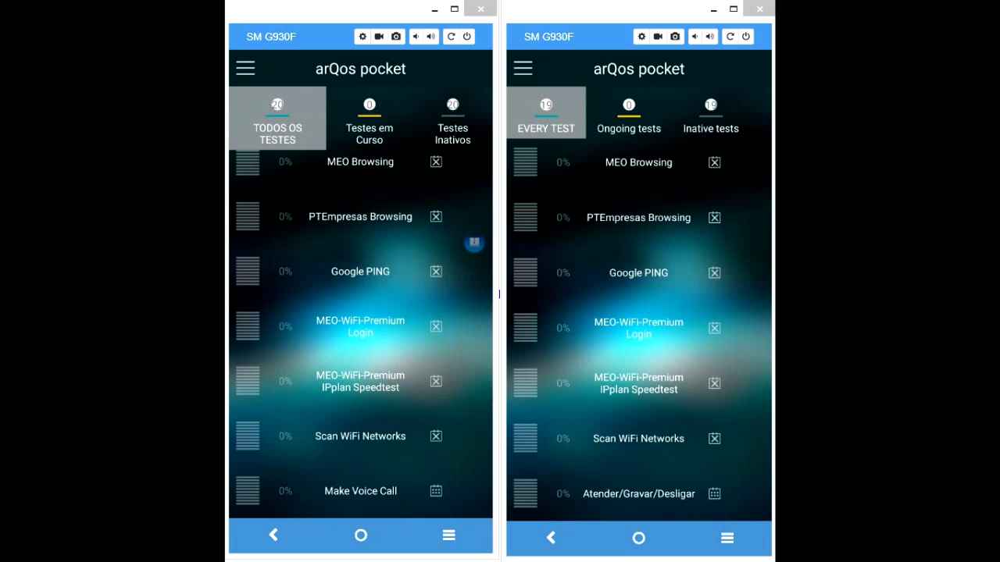 SM G930F
arQos pocket
20
TODOS OS
TESTES
0
Testes em
Curso
20
Testes
Inativos
0% MEO Browsing
0% PTEmpresas Browsing
0% Google PING
0% MEO-WiFi-Premium
Login
0% MEO-WiFi-Premium
IPplan Speedtest
0% Scan WiFi Networks
0% Make Voice Call
SM G930F
arQos pocket
19
EVERY TEST
0
Ongoing tests
19
Inative tests
0% MEO Browsing
0% PTEmpresas Browsing
0% Google PING
0% MEO-WiFi-Premium
Login
0% MEO-WiFi-Premium
IPplan Speedtest
0% Scan WiFi Networks
0% Atender/Gravar/Desligar